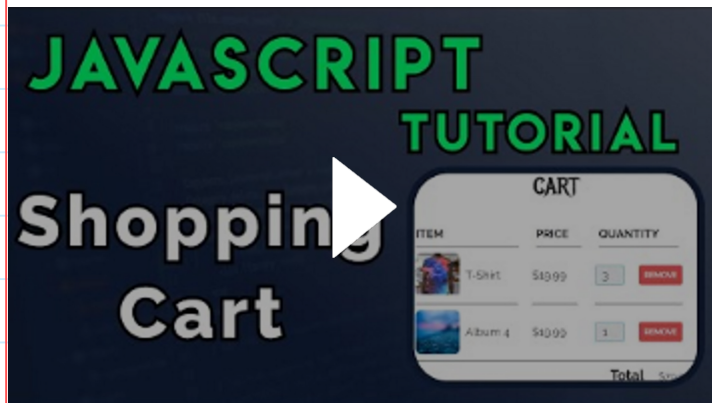 JAVASCRIPT
TUTORIAL
Shopping
Cart
CART
ITEM PRICE QUANTITY
T-Shirt $19.99 3 REMOVE
Album 4 $19.99 1 REMOVE
Total